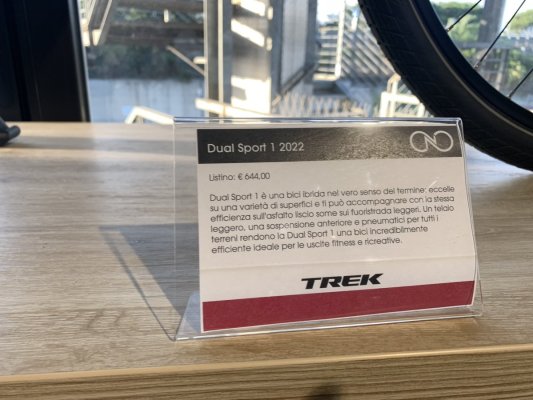 Dual Sport 1 2022
Listino: € 644,00
Dual Sport 1 è una bici ibrida nel vero senso del termine: eccelle
su una varietà di superfici e ti può accompagnare con la stessa
efficienza sull'asfalto liscio some sui fuoristrada leggeri. Un telaio
leggero, una sospensione anteriore e pneumatici per tutti i
terreni rendono la Dual Sport 1 una bici incredibilmente
efficiente ideale per le uscite fitness e ricreative.
TREK